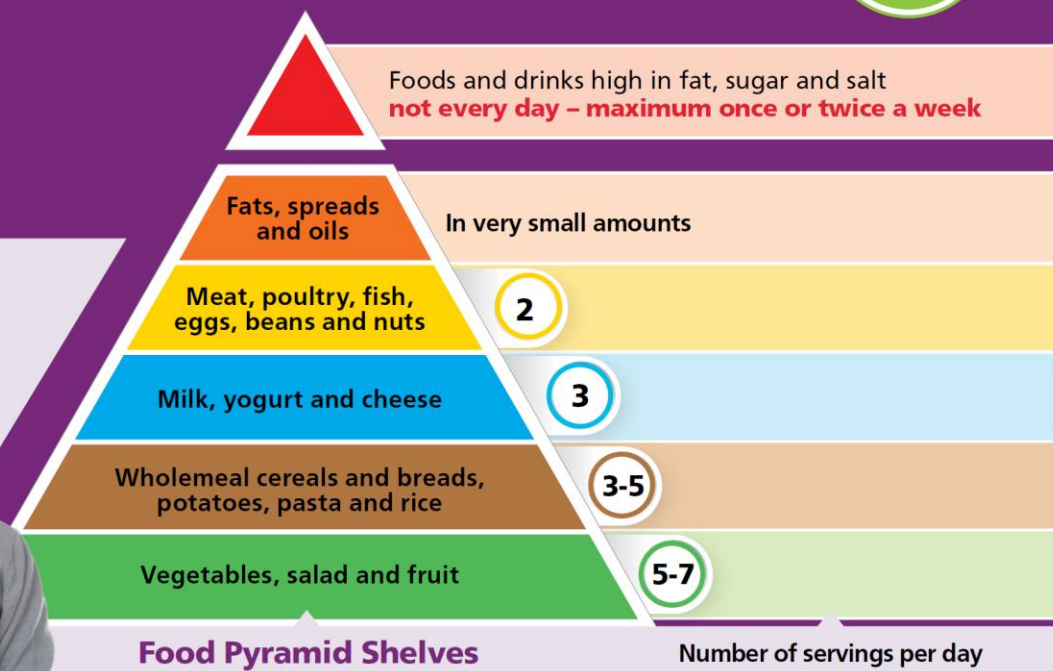 Foods and drinks high in fat, sugar and salt
not every day – maximum once or twice a week
Fats, spreads
and oils
In very small amounts
Meat, poultry, fish,
eggs, beans and nuts
2
Milk, yogurt and cheese
3
Wholemeal cereals and breads,
potatoes, pasta and rice
3-5
Vegetables, salad and fruit
5-7
Food Pyramid Shelves
Number of servings per day